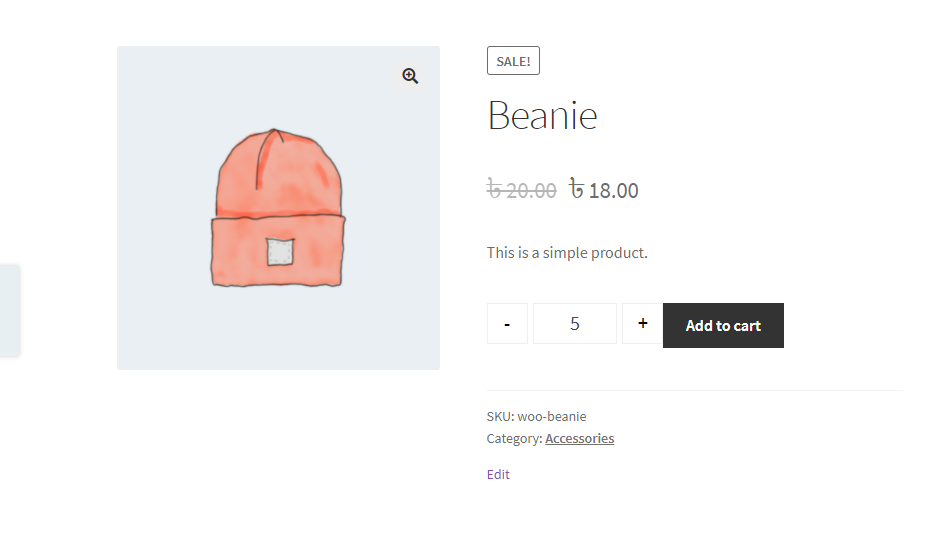 SALE!
Beanie
৳ 20.00 ৳ 18.00
This is a simple product.
- 5 + Add to cart
SKU: woo-beanie
Category: Accessories
Edit